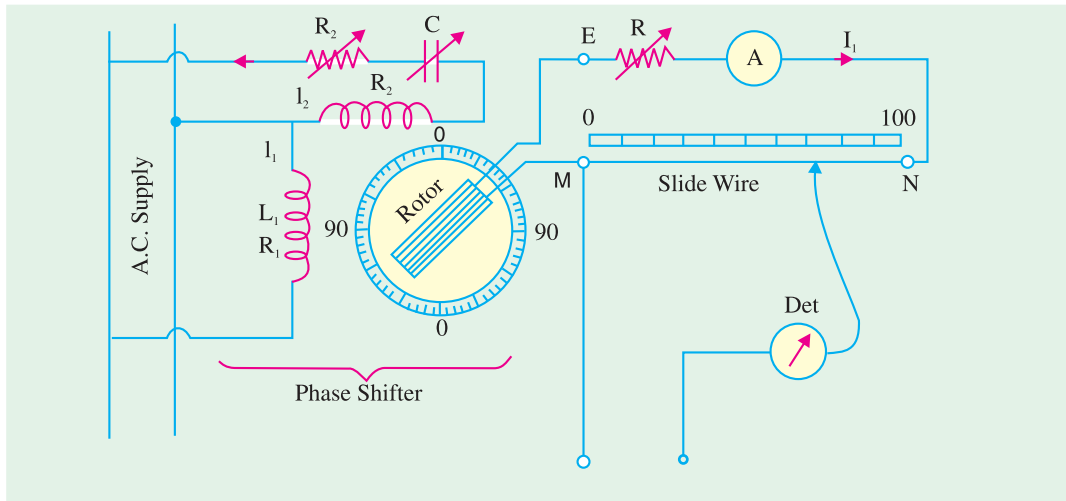 R₂
C
E
R
A
I₁
l₂
R₂
0
100
0
l₁
M
Slide Wire
N
A.C. Supply
L₁
R₁
Rotor
90
90
0
Det
Phase Shifter